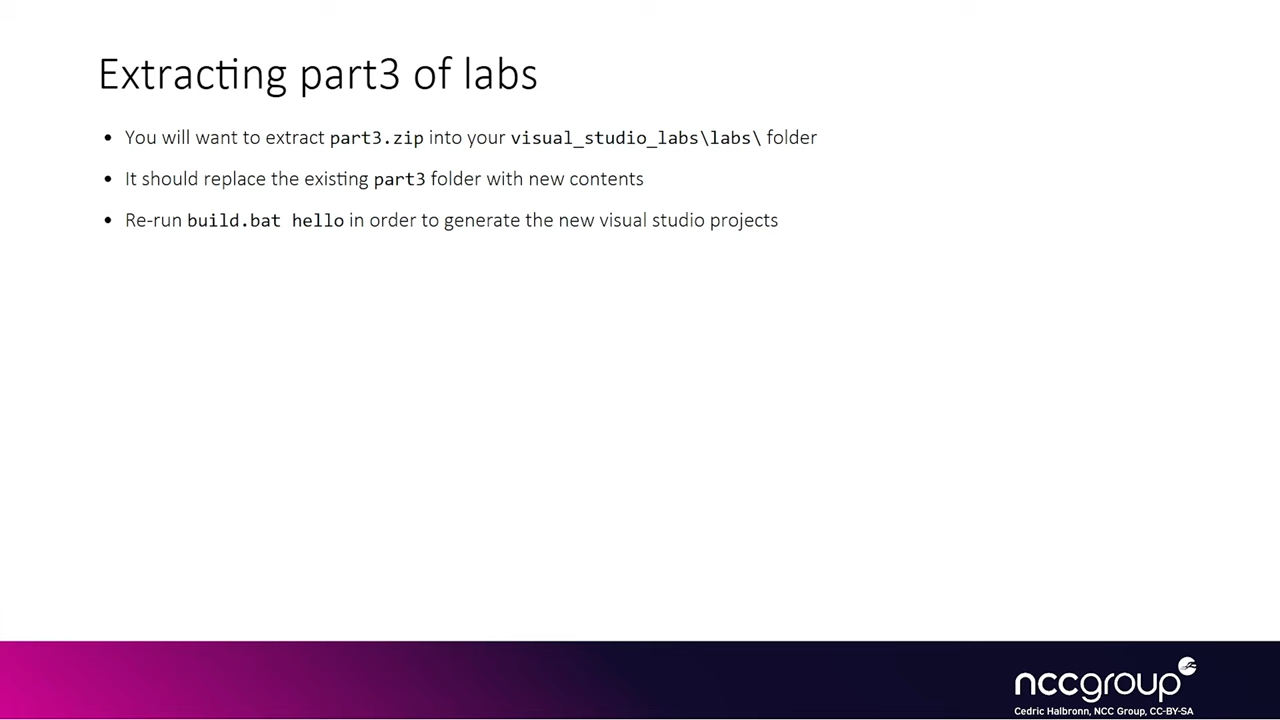 Extracting part3 of labs
• You will want to extract part3.zip into your visual_studio_labs\labs\ folder
• It should replace the existing part3 folder with new contents
• Re-run build.bat hello in order to generate the new visual studio projects
nccgroup
Cedric Halbronn, NCC Group, CC-BY-SA